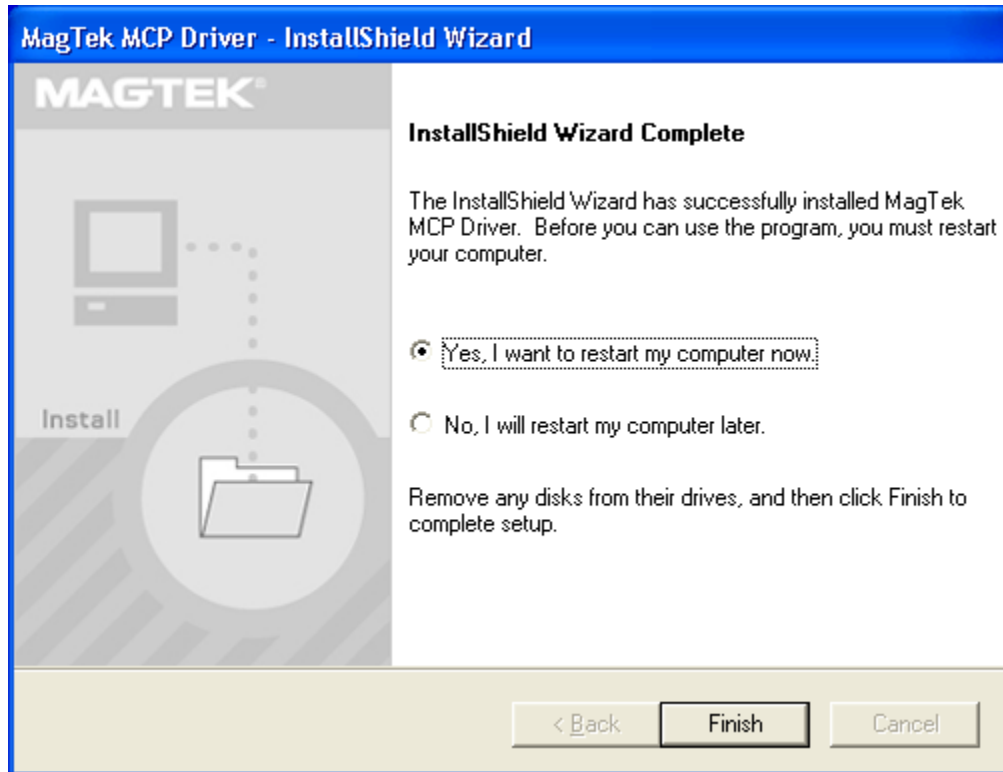 MagTek MCP Driver - InstallShield Wizard
MAGTEK®
Install
InstallShield Wizard Complete
The InstallShield Wizard has successfully installed MagTek
MCP Driver.  Before you can use the program, you must restart
your computer.
Yes, I want to restart my computer now.
No, I will restart my computer later.
Remove any disks from their drives, and then click Finish to
complete setup.
< Back
Finish
Cancel